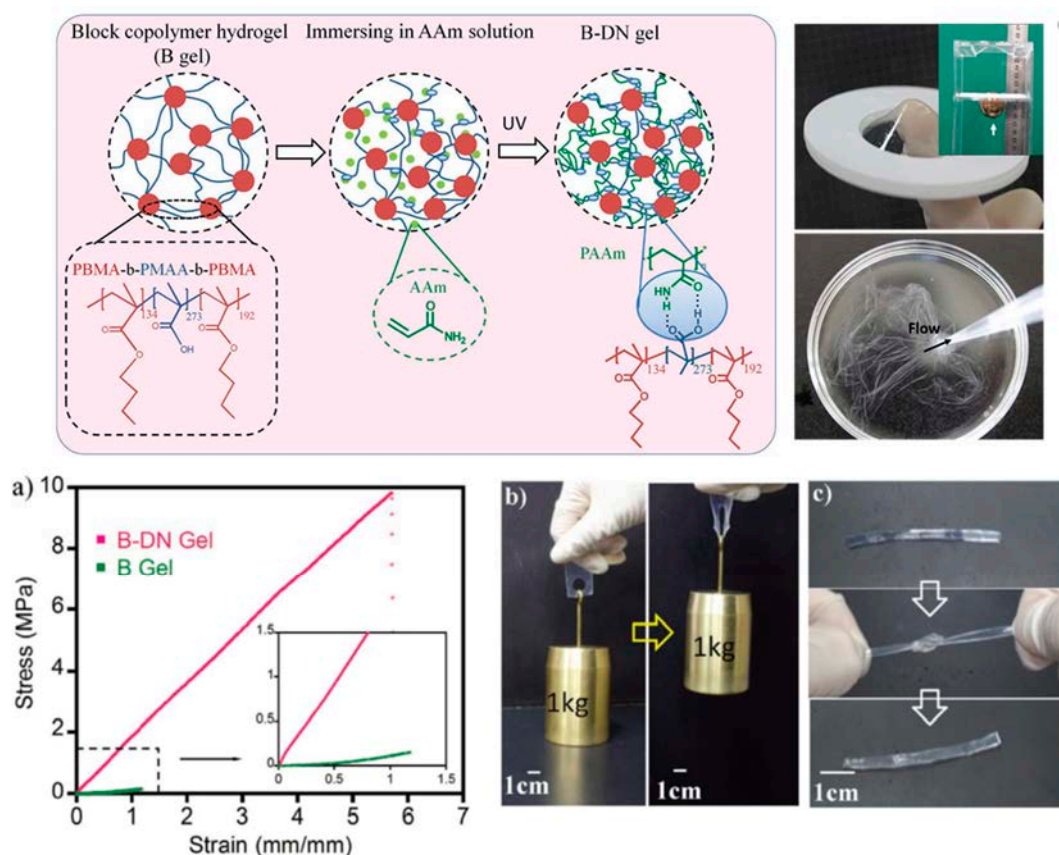 Block copolymer hydrogel
(B gel)
Immersing in AAm solution
B-DN gel
UV
PBMA-b-PMAA-b-PBMA
134
273
192
O
O
O
OH
O
O
AAm
O
NH₂
PAAm
n
N
H
H
O
H
O
O
134
273
192
O
O
O
O
Flow
a)
Stress (MPa)
10
8
6
4
2
0
B-DN Gel
B Gel
1.5
1
0.5
0
0
0.5
1.0
1.5
0 1 2 3 4 5 6 7
Strain (mm/mm)
b)
1kg
1kg
1cm
1cm
c)
1cm